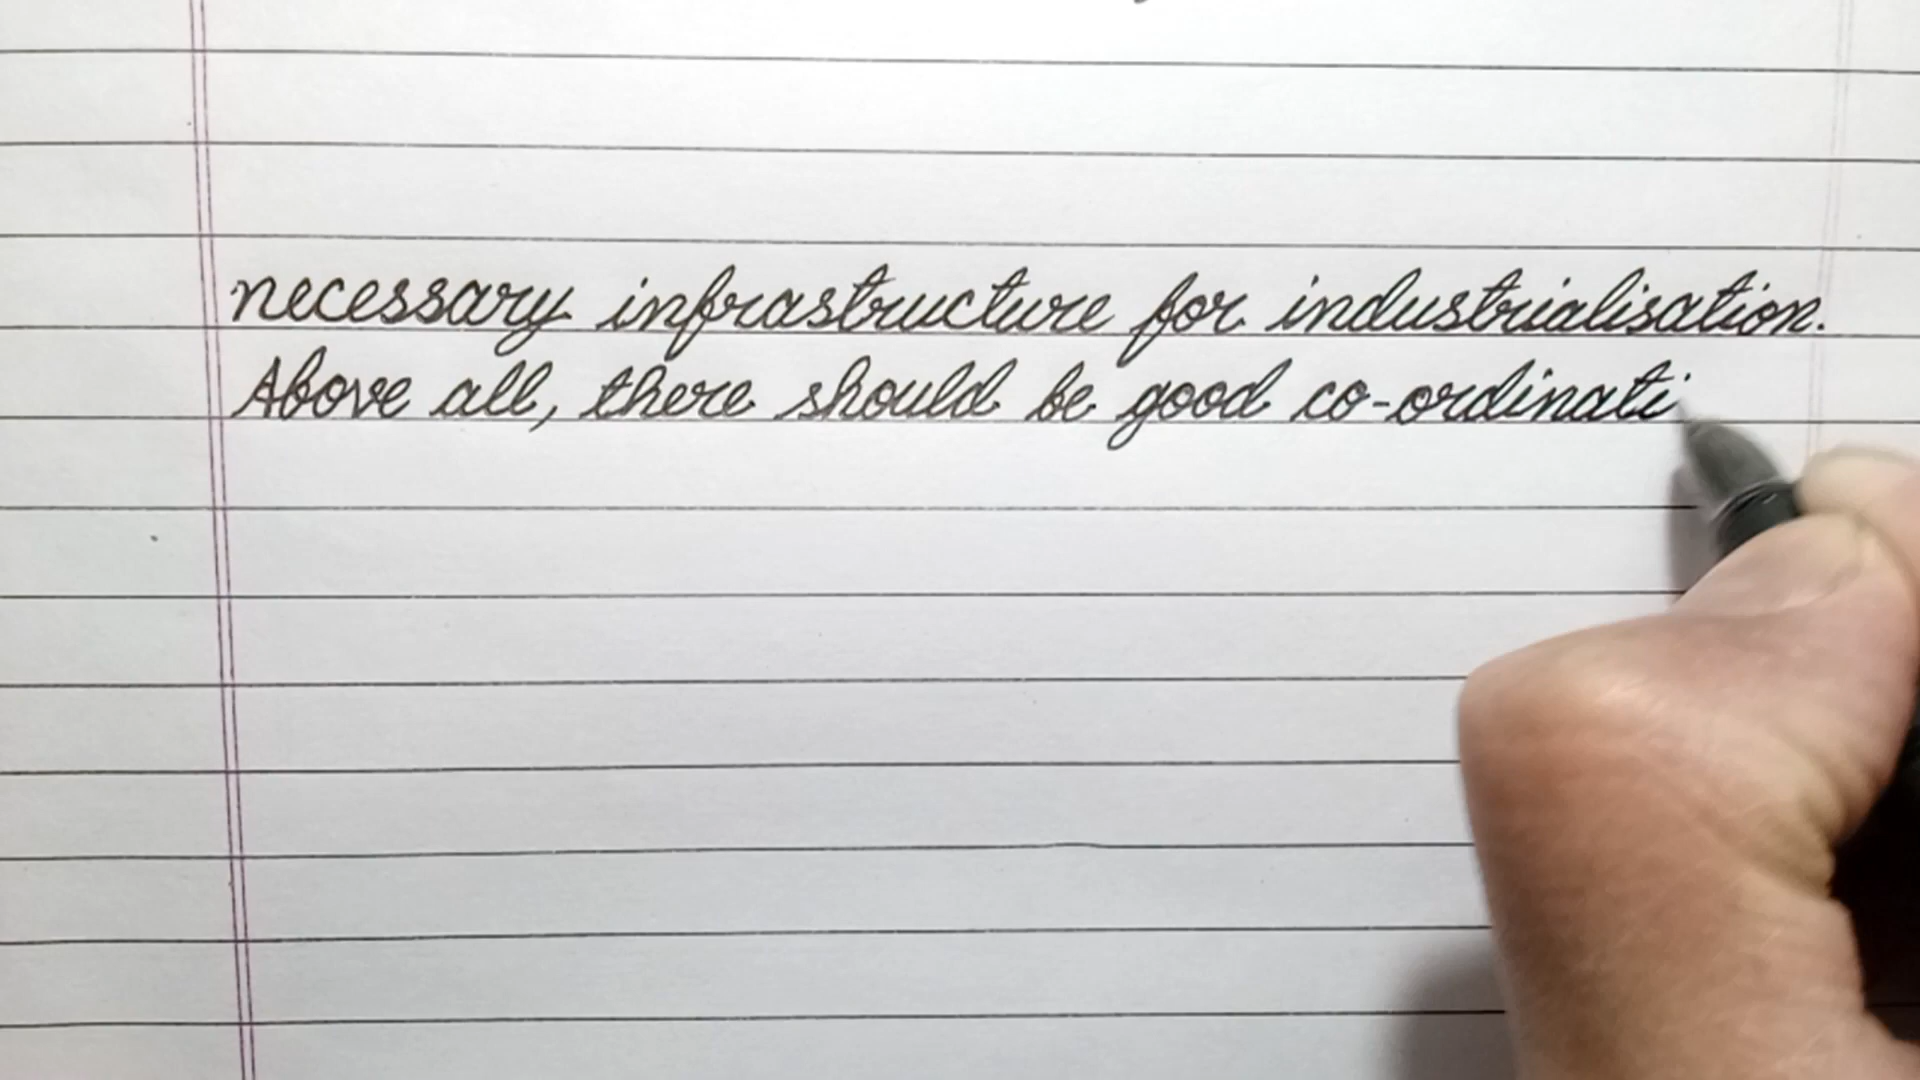 necessary infrastructure for industrialisation.
Above all, there should be good co-ordinati